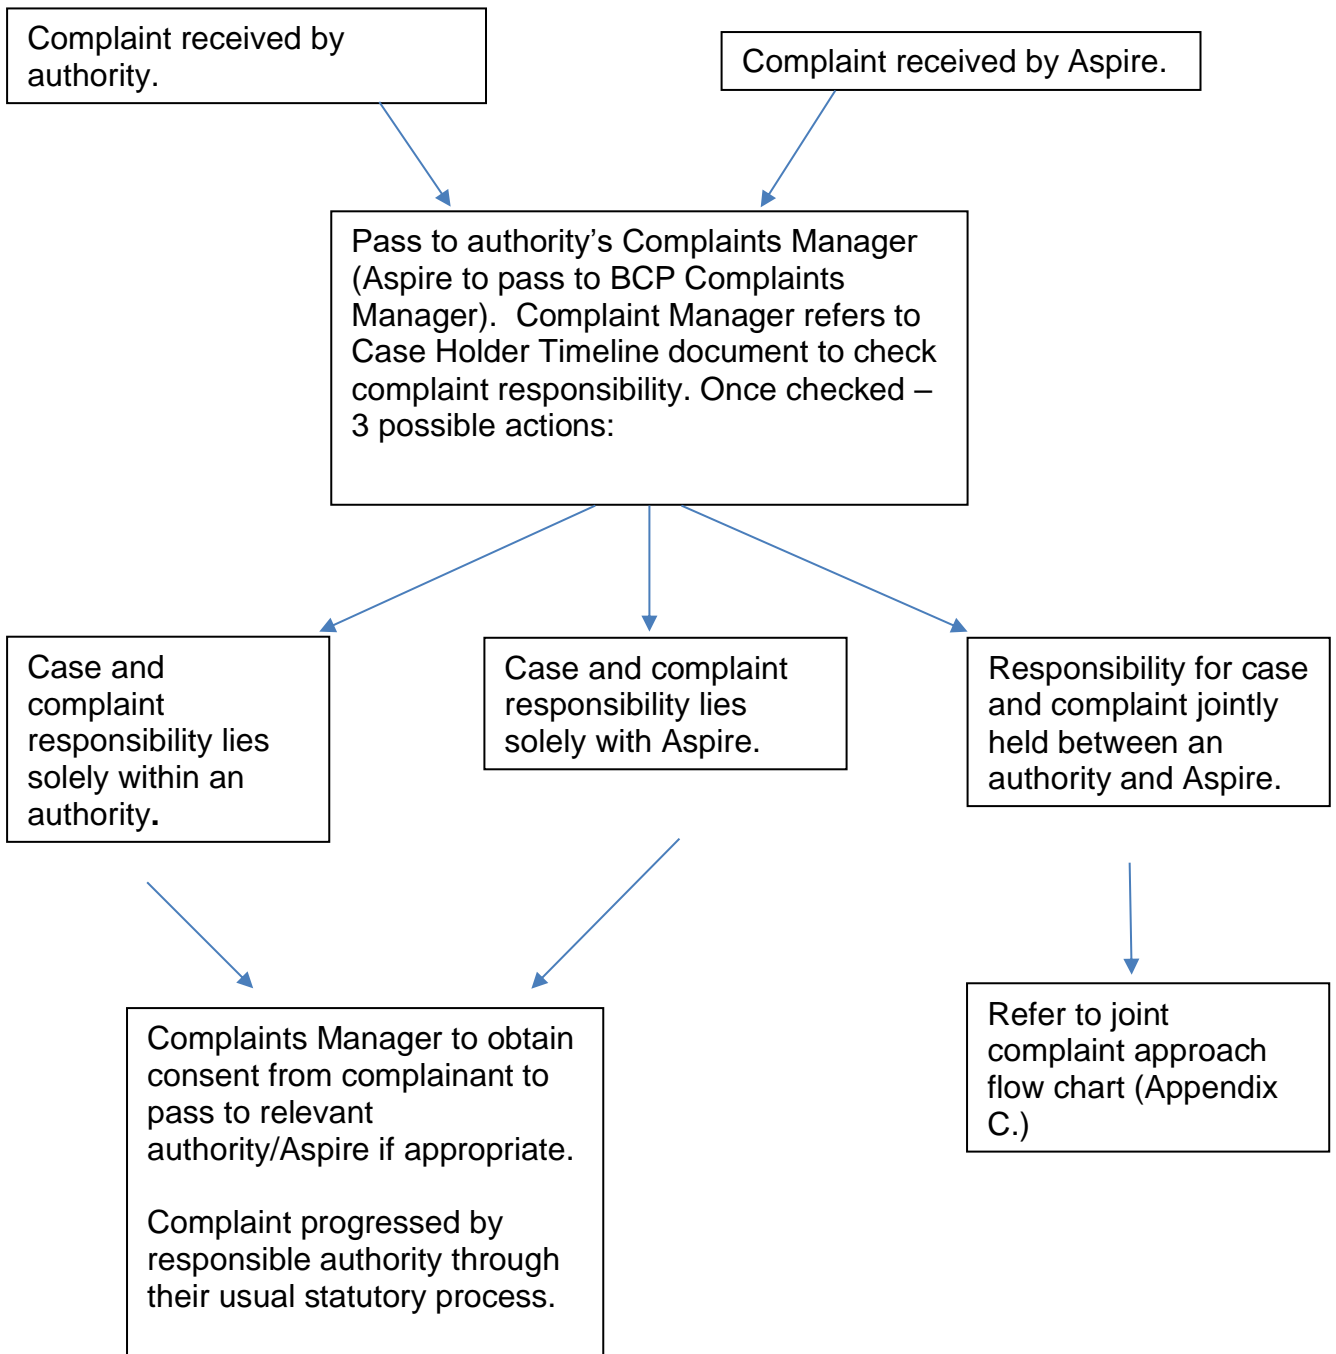 Complaint received by
authority.
Complaint received by Aspire.
Pass to authority’s Complaints Manager
(Aspire to pass to BCP Complaints
Manager).  Complaint Manager refers to
Case Holder Timeline document to check
complaint responsibility. Once checked –
3 possible actions:
Case and
complaint
responsibility lies
solely within an
authority.
Case and complaint
responsibility lies
solely with Aspire.
Responsibility for case
and complaint jointly
held between an
authority and Aspire.
Complaints Manager to obtain
consent from complainant to
pass to relevant
authority/Aspire if appropriate.
Complaint progressed by
responsible authority through
their usual statutory process.
Refer to joint
complaint approach
flow chart (Appendix
C.)